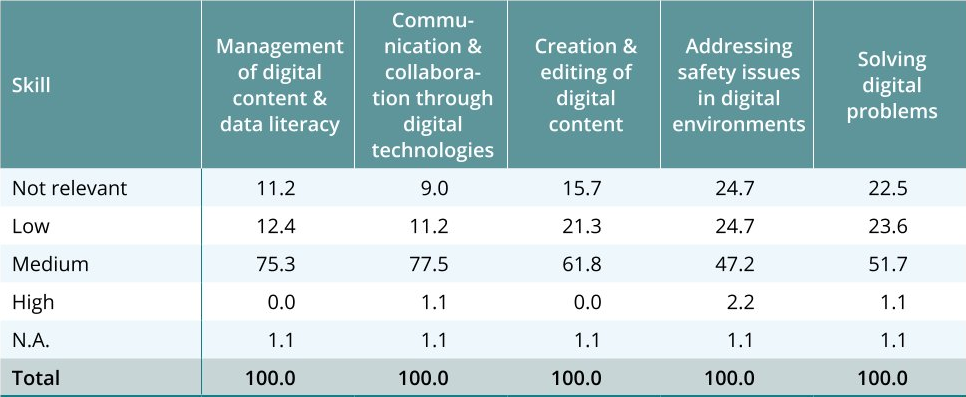 Skill
Management
of digital
content &
data literacy
Commu-
nication &
collabora-
tion through
digital
technologies
Creation &
editing of
digital
content
Addressing
safety issues
in digital
environments
Solving
digital
problems
Not relevant 11.2 9.0 15.7 24.7 22.5
Low 12.4 11.2 21.3 24.7 23.6
Medium 75.3 77.5 61.8 47.2 51.7
High 0.0 1.1 0.0 2.2 1.1
N.A. 1.1 1.1 1.1 1.1 1.1
Total 100.0 100.0 100.0 100.0 100.0